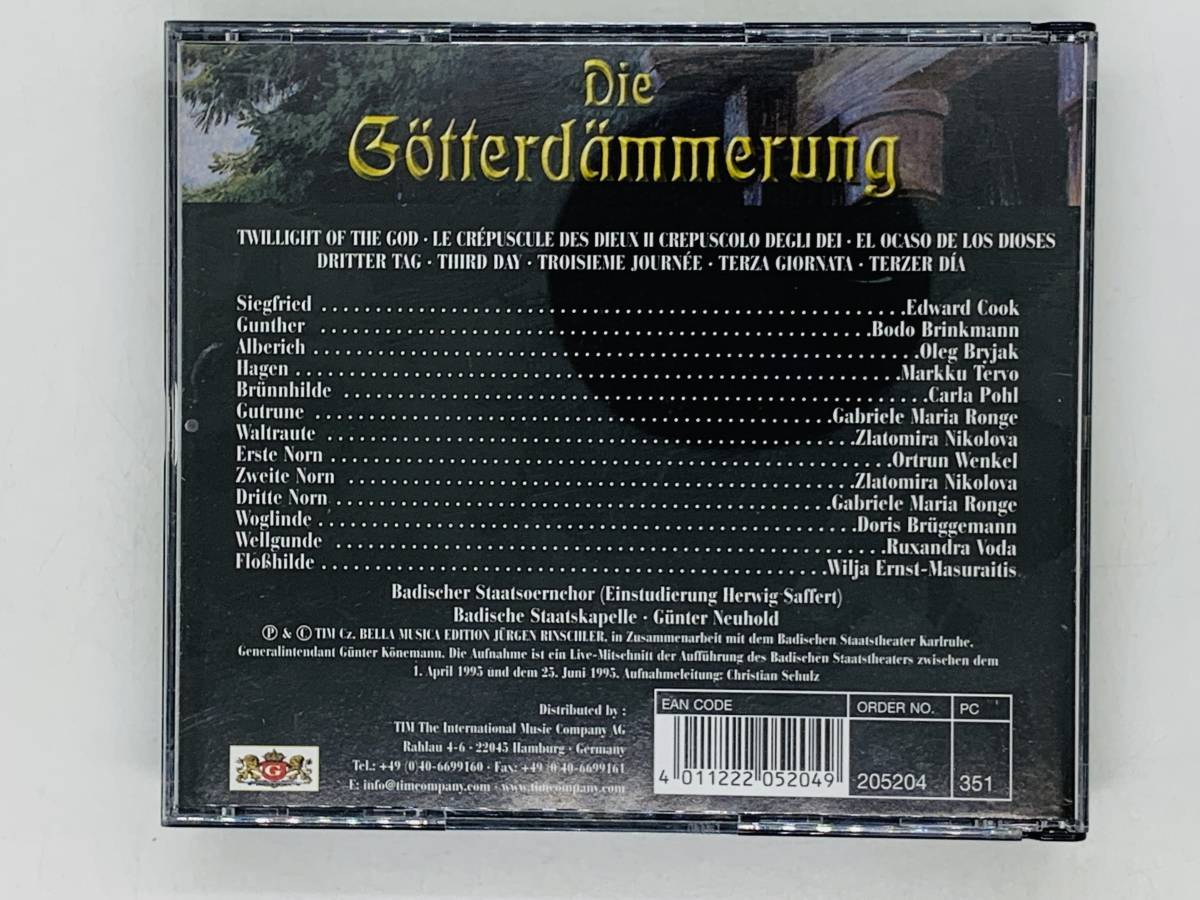 Die
Götterdämmerung
TWILLIGHT OF THE GOD · LE CRÉPUSCULE DES DIEUX II CREPUSCOLO DEGLI DEI · EL OCASO DE LOS DIOSES
DRITTER TAG · THIRD DAY · TROISIEME JOURNÉE · TERZA GIORNATA · TERZER DÍA
Siegfried Edward Cook
Gunther Bodo Brinkmann
Alberich Oleg Bryjak
Hagen Markku Tervo
Brünnhilde Carla Pohl
Gutrune Gabriele Maria Ronge
Waltraute Zlatomira Nikolova
Erste Norn Ortrun Wenkel
Zweite Norn Zlatomira Nikolova
Dritte Norn Gabriele Maria Ronge
Woglinde Doris Brüggemann
Wellgunde Ruxandra Voda
Floßhilde Wilja Ernst-Masuraitis
Badischer Staatsoernchor (Einstudierung Herwig Saffert)
Badische Staatskapelle · Günter Neuhold
Ⓟ & © TIM Cz, BELLA MUSICA EDITION JÜRGEN RINSCHLER, in Zusammenarbeit mit dem Badischen Staatstheater Karlruhe,
Generalintendant Günter Könemann. Die Aufnahme ist ein Live-Mitschnitt der Aufführung des Badischen Staatstheaters zwischen dem
1. April 1995 und dem 25. Juni 1995. Aufnahmeleitung: Christian Schulz
Distributed by :
TIM The International Music Company AG
Rahlau 4-6 · 22045 Hamburg · Germany
Tel.: +49 (0)40-6699160 · Fax: +49 (0)40-6699161
E: info@timcompany.com · www.timcompany.com
G
EAN CODE
4 011222 052049
ORDER NO.
205204
PC
351